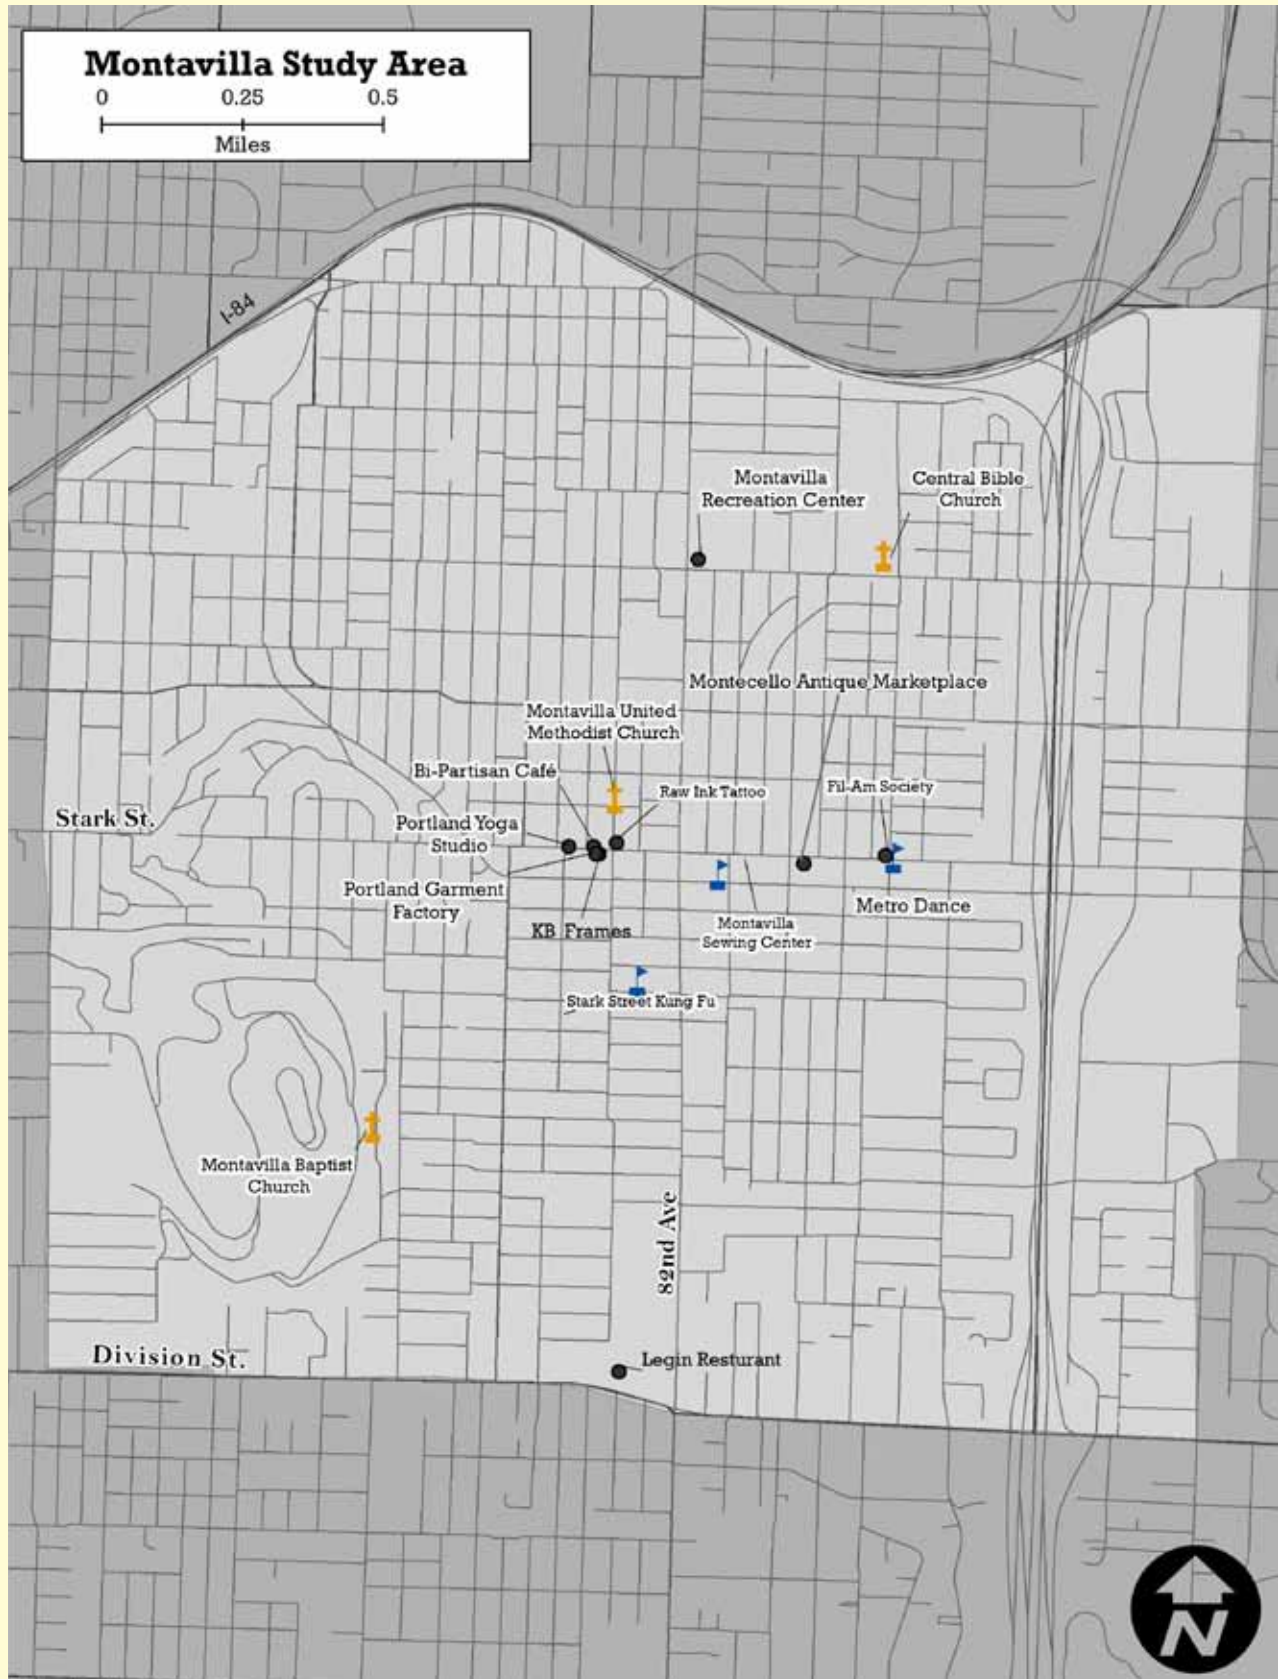 Montavilla Study Area
0 0.25 0.5
Miles
I-84
Montavilla
Recreation Center
Central Bible
Church
Montecello Antique Marketplace
Montavilla United
Methodist Church
Bi-Partisan Café
Raw Ink Tattoo
Fil-Am Society
Stark St.
Portland Yoga
Studio
Portland Garment
Factory
KB Frames
Montavilla
Sewing Center
Metro Dance
Stark Street Kung Fu
Montavilla Baptist
Church
82nd Ave
Division St.
Legin Resturant
N